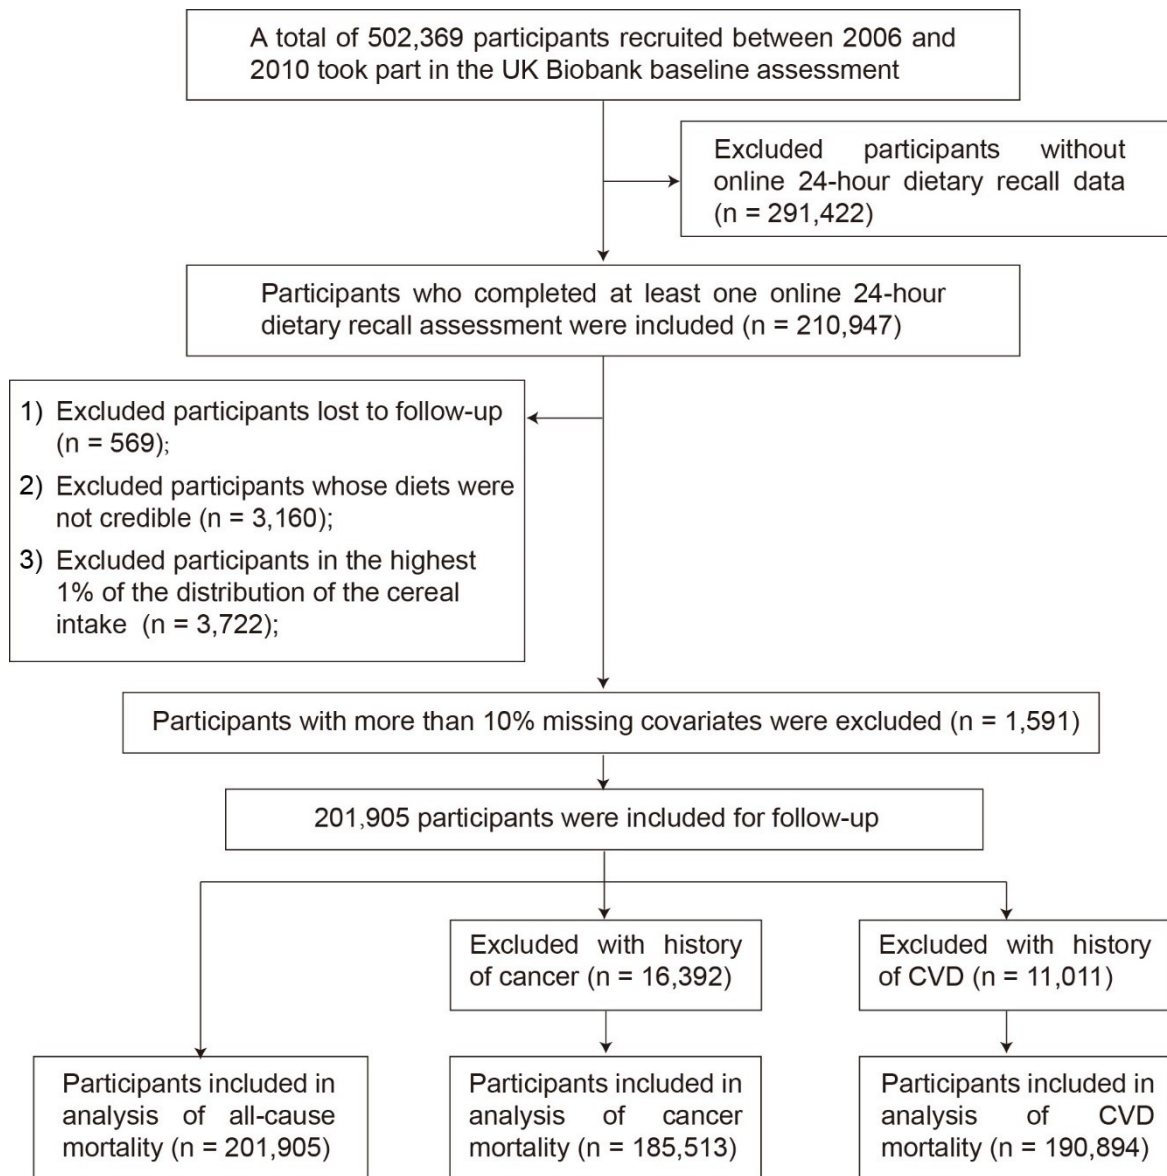 A total of 502,369 participants recruited between 2006 and
2010 took part in the UK Biobank baseline assessment
Excluded participants without
online 24-hour dietary recall data
(n = 291,422)
Participants who completed at least one online 24-hour
dietary recall assessment were included (n = 210,947)
1) Excluded participants lost to follow-up
(n = 569);
2) Excluded participants whose diets were
not credible (n = 3,160);
3) Excluded participants in the highest
1% of the distribution of the cereal
intake (n = 3,722);
Participants with more than 10% missing covariates were excluded (n = 1,591)
201,905 participants were included for follow-up
Excluded with history
of cancer (n = 16,392)
Excluded with history
of CVD (n = 11,011)
Participants included in
analysis of all-cause
mortality (n = 201,905)
Participants included in
analysis of cancer
mortality (n = 185,513)
Participants included in
analysis of CVD
mortality (n = 190,894)